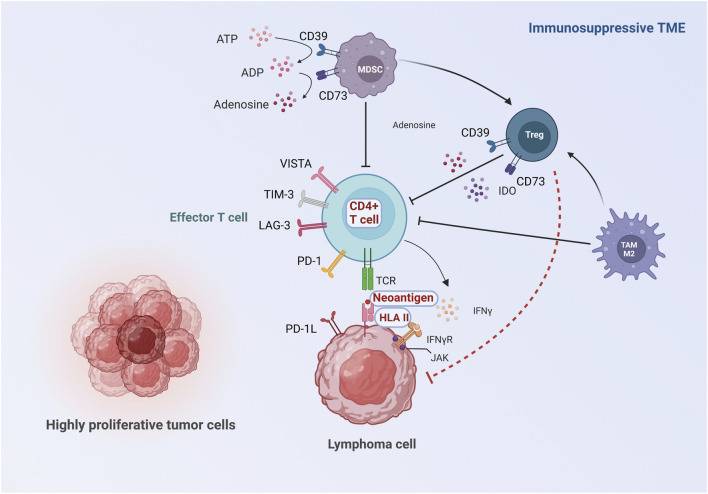 Immunosuppressive TME
ATP
CD39
ADP
MDSC
CD73
Adenosine
Adenosine
CD39
Treg
CD73
IDO
VISTA
TIM-3
Effector T cell
LAG-3
CD4+
T cell
PD-1
TAM
M2
TCR
Neoantigen
HLA II
IFNγ
PD-1L
IFNγR
JAK
Highly proliferative tumor cells
Lymphoma cell